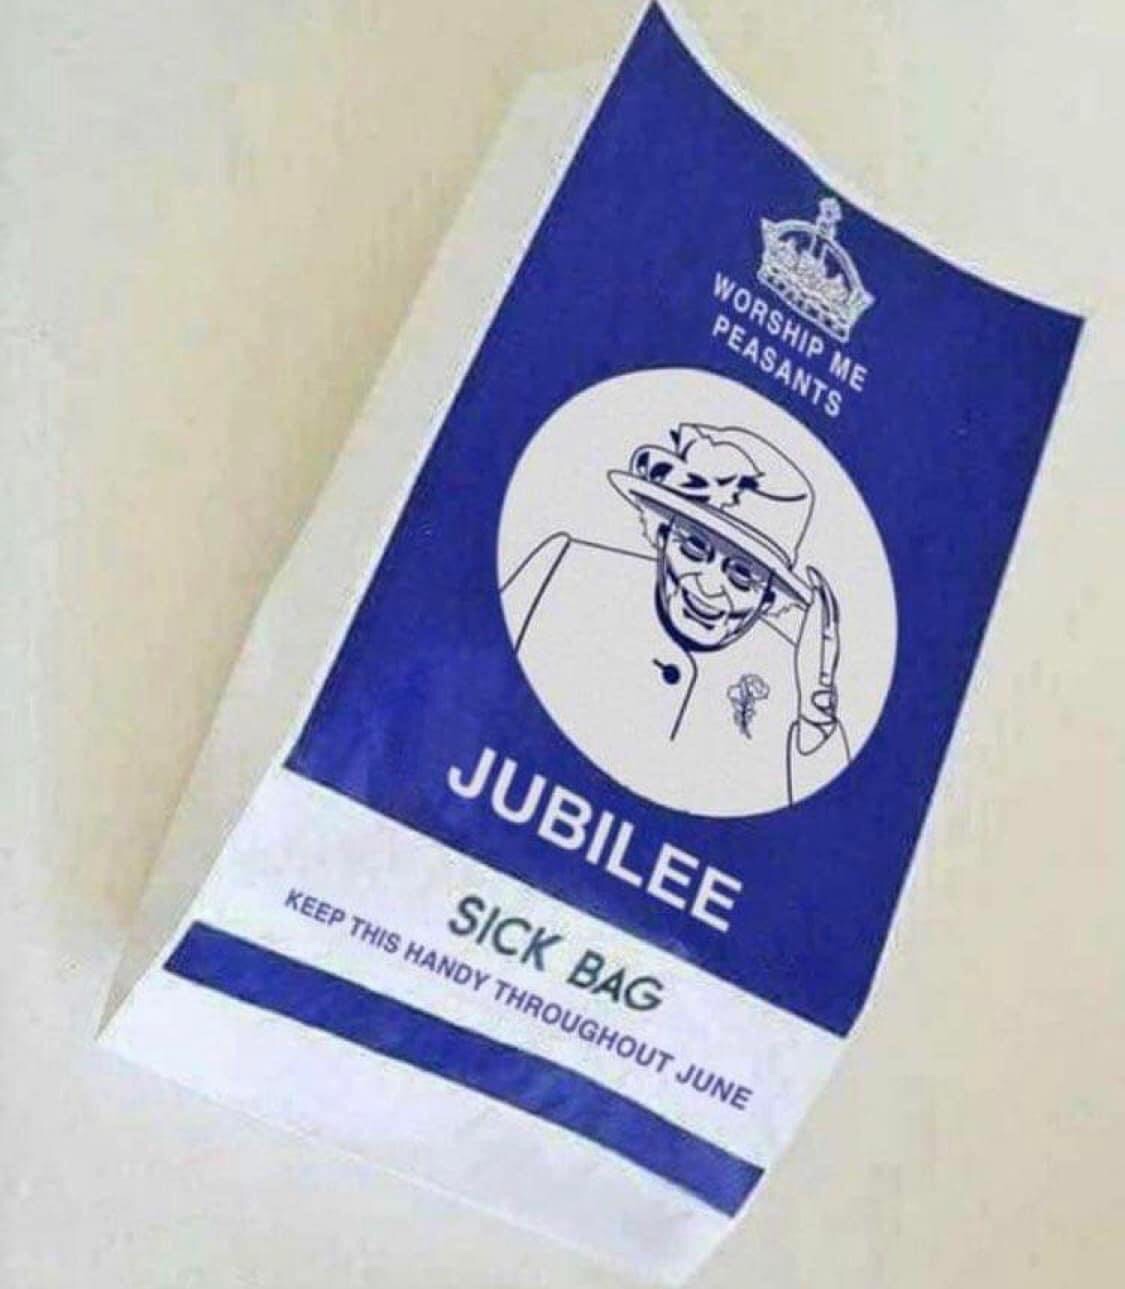 WORSHIP ME
PEASANTS
JUBILEE
SICK BAG
KEEP THIS HANDY THROUGHOUT JUNE